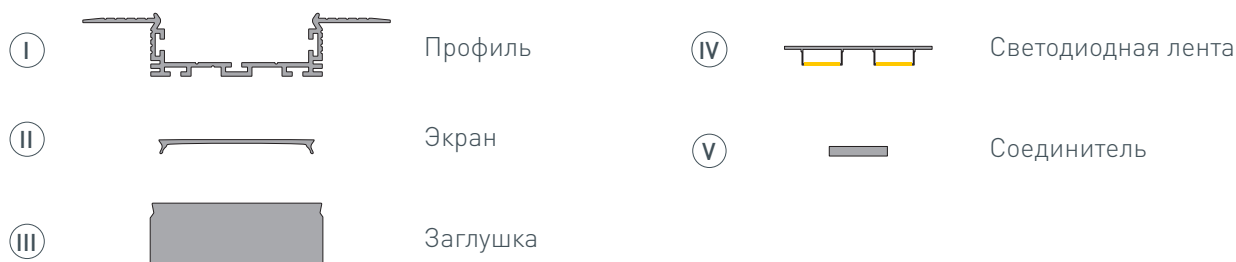 I
Профиль
II
Экран
III
Заглушка
IV
Светодиодная лента
V
Соединитель